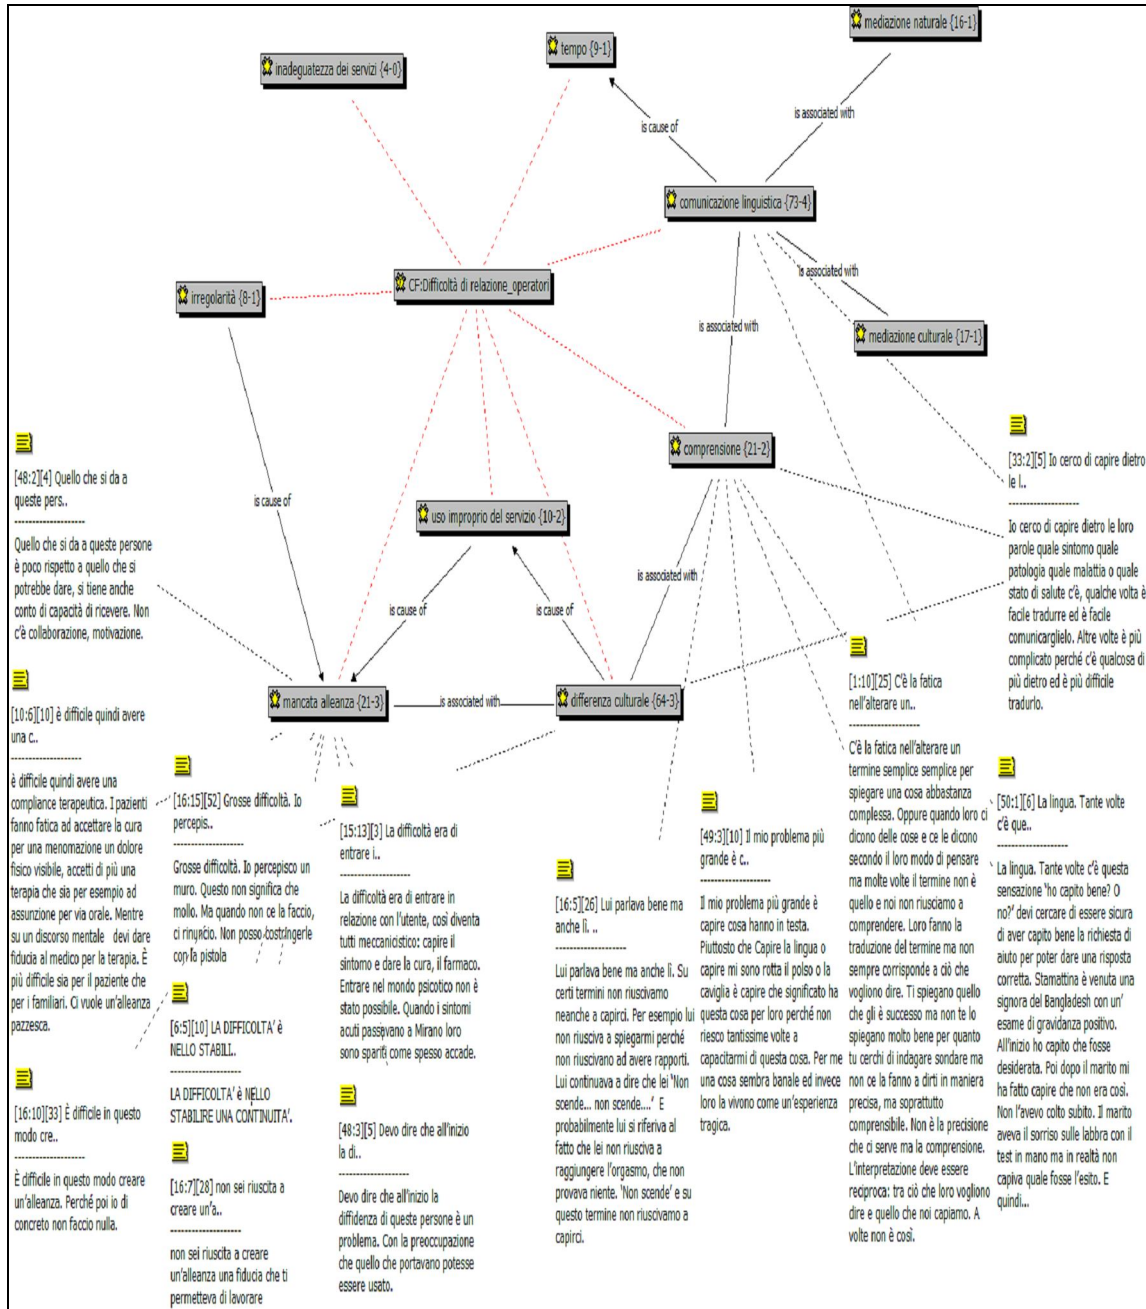 mediazione naturale {16-1}
tempo {9-1}
inadeguatezza dei servizi {4-0}
is associated with
is cause of
comunicazione linguistica {73-4}
is associated with
CF:Difficoltà di relazione_operatori
irregolarità {8-1}
is associated with
mediazione culturale {17-1}
comprensione {21-2}
is cause of
uso improprio del servizio {10-2}
is associated with
is cause of
is cause of
mancata alleanza {21-3}
is associated with
differenza culturale {64-3}
[48:2][4] Quello che si da a
queste pers..
--------------------
Quello che si da a queste persone
è poco rispetto a quello che si
potrebbe dare, si tiene anche
conto di capacità di ricevere. Non
c'è collaborazione, motivazione.
[10:6][10] è difficile quindi avere
una c..
--------------------
è difficile quindi avere una
compliance terapeutica. I pazienti
fanno fatica ad accettare la cura
per una menomazione un dolore
fisico visibile, accetti di più una
terapia che sia per esempio ad
assunzione per via orale. Mentre
su un discorso mentale devi dare
fiducia al medico per la terapia. È
più difficile sia per il paziente che
per i familiari. Ci vuole un'alleanza
pazzesca.
[16:10][33] È difficile in questo
modo cre..
--------------------
È difficile in questo modo creare
un'alleanza. Perché poi io di
concreto non faccio nulla.
[16:15][52] Grosse difficoltà. Io
percepis..
--------------------
Grosse difficoltà. Io percepisco un
muro. Questo non significa che
mollo. Ma quando non ce la faccio,
ci rinuncio. Non posso costringerle
con la pistola
[6:5][10] LA DIFFICOLTA' è
NELLO STABILI..
--------------------
LA DIFFICOLTA' è NELLO
STABILIRE UNA CONTINUITA'.
[16:7][28] non sei riuscita a
creare un'a..
--------------------
non sei riuscita a creare
un'alleanza una fiducia che ti
permetteva di lavorare
[15:13][3] La difficoltà era di
entrare i..
--------------------
La difficoltà era di entrare in
relazione con l'utente, così diventa
tutti meccanicistico: capire il
sintomo e dare la cura, il farmaco.
Entrare nel mondo psicotico non è
stato possibile. Quando i sintomi
acuti passavano a Mirano loro
sono spariti come spesso accade.
[48:3][5] Devo dire che all'inizio
la di..
--------------------
Devo dire che all'inizio la
diffidenza di queste persone è un
problema. Con la preoccupazione
che quello che portavano potesse
essere usato.
[16:5][26] Lui parlava bene ma
anche lì. ..
--------------------
Lui parlava bene ma anche lì. Su
certi termini non riuscivamo
neanche a capirci. Per esempio lui
non riusciva a spiegarmi perché
non riuscivano ad avere rapporti.
Lui continuava a dire che lei 'Non
scende... non scende....' E
probabilmente lui si riferiva al
fatto che lei non riusciva a
raggiungere l'orgasmo, che non
provava niente. 'Non scende' e su
questo termine non riuscivamo a
capirci.
[49:3][10] Il mio problema più
grande è c..
--------------------
Il mio problema più grande è
capire cosa hanno in testa.
Piuttosto che Capire la lingua o
capire mi sono rotta il polso o la
caviglia è capire che significato ha
questa cosa per loro perché non
riesco tantissime volte a
capacitarmi di questa cosa. Per me
una cosa sembra banale ed invece
loro la vivono come un'esperienza
tragica.
[1:10][25] C'è la fatica
nell'alterare un..
--------------------
C'è la fatica nell'alterare un
termine semplice semplice per
spiegare una cosa abbastanza
complessa. Oppure quando loro ci
dicono delle cose e ce le dicono
secondo il loro modo di pensare
ma molte volte il termine non è
quello e noi non riusciamo a
comprendere. Loro fanno la
traduzione del termine ma non
sempre corrisponde a ciò che
vogliono dire. Ti spiegano quello
che gli è successo ma non te lo
spiegano molto bene per quanto
tu cerchi di indagare sondare ma
non ce la fanno a dirti in maniera
precisa, ma soprattutto
comprensibile. Non è la precisione
che ci serve ma la comprensione.
L'interpretazione deve essere
reciproca: tra ciò che loro vogliono
dire e quello che noi capiamo. A
volte non è così.
[33:2][5] Io cerco di capire dietro
le l..
--------------------
Io cerco di capire dietro le loro
parole quale sintomo quale
patologia quale malattia o quale
stato di salute c'è, qualche volta è
facile tradurre ed è facile
comunicarglielo. Altre volte è più
complicato perché c'è qualcosa di
più dietro ed è più difficile
tradurlo.
[50:1][6] La lingua. Tante volte
c'è que..
--------------------
La lingua. Tante volte c'è questa
sensazione 'ho capito bene? O
no?' devi cercare di essere sicura
di aver capito bene la richiesta di
aiuto per poter dare una risposta
corretta. Stamattina è venuta una
signora del Bangladesh con un'
esame di gravidanza positivo.
All'inizio ho capito che fosse
desiderata. Poi dopo il marito mi
ha fatto capire che non era così.
Non l'avevo colto subito. Il marito
aveva il sorriso sulle labbra con il
test in mano ma in realtà non
capiva quale fosse l'esito. E
quindi...